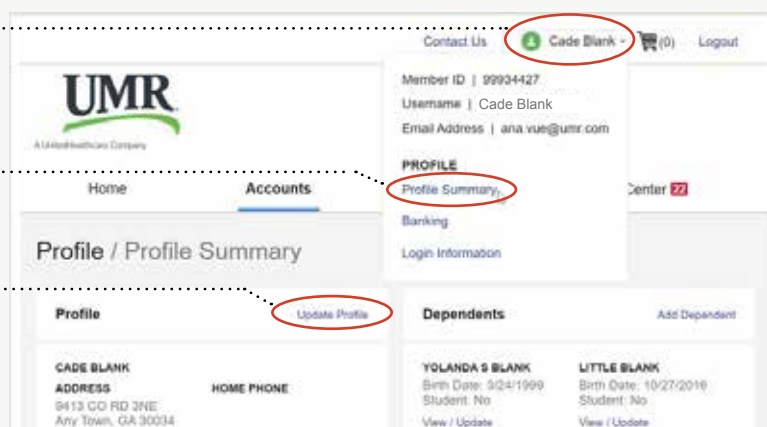 Contact Us
Cade Blank
(0)
Logout
UMR
A UnitedHealthcare Company
Member ID | 99934427
Username | Cade Blank
Email Address | ana.vue@umr.com
PROFILE
Profile Summary
Banking
Login Information
Home
Accounts
Center 22
Profile / Profile Summary
Profile
Update Profile
CADE BLANK
ADDRESS
9413 CO RD 3NE
Any Town, GA 30034
HOME PHONE
Dependents
Add Dependent
YOLANDA S BLANK
Birth Date: 3/24/1999
Student: No
View / Update
LITTLE BLANK
Birth Date: 10/27/2016
Student: No
View / Update